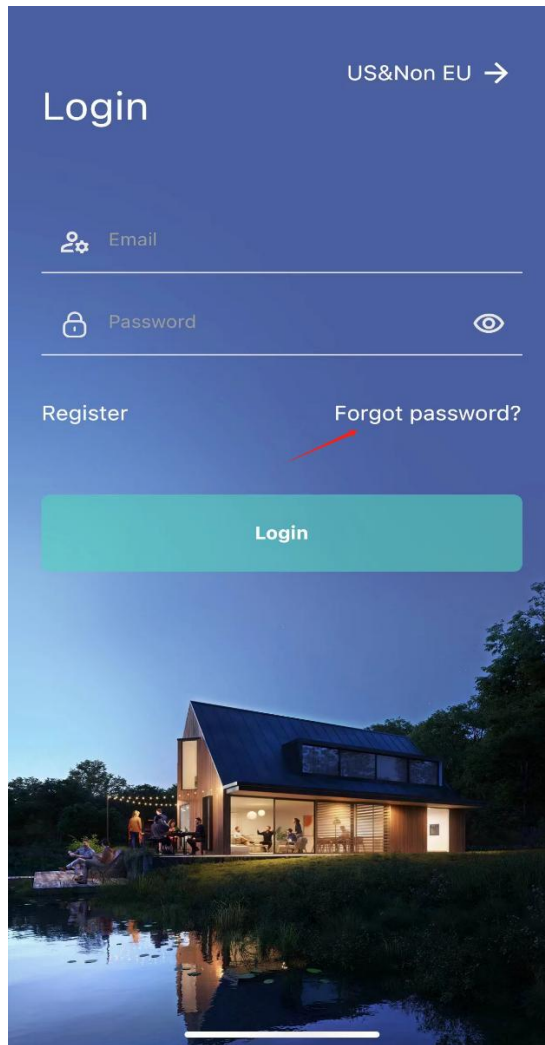 US&Non EU →
Login
Email
Password
Register
Forgot password?
Login